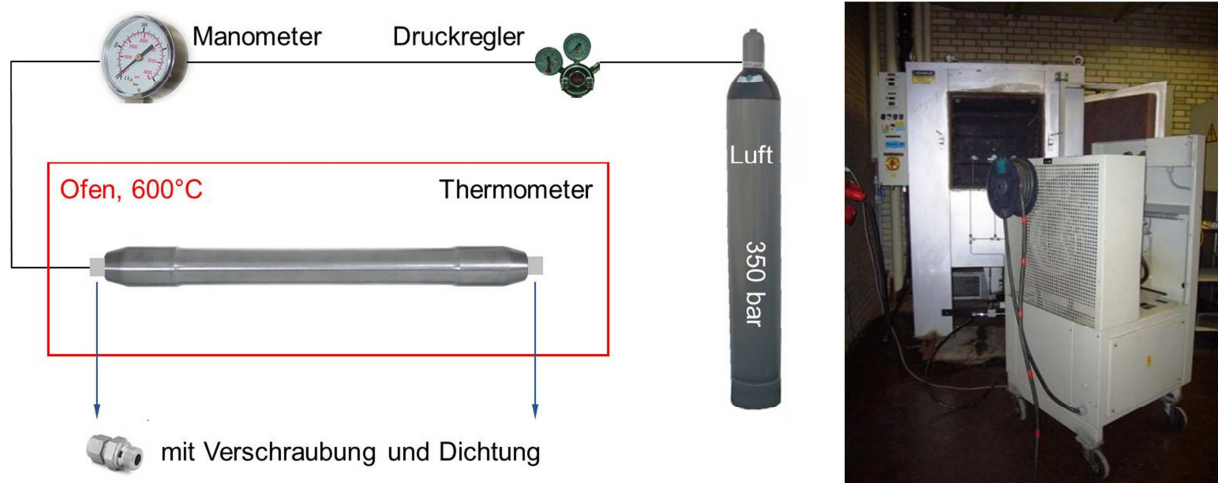 Manometer
Druckregler
Luft
350 bar
Ofen, 600°C
Thermometer
mit Verschraubung und Dichtung